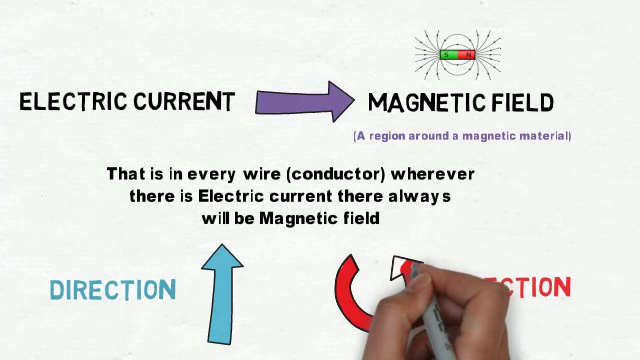 S N
ELECTRIC CURRENT
MAGNETIC FIELD
(A region around a magnetic material)
That is in every wire (conductor) wherever
there is Electric current there always
will be Magnetic field
DIRECTION